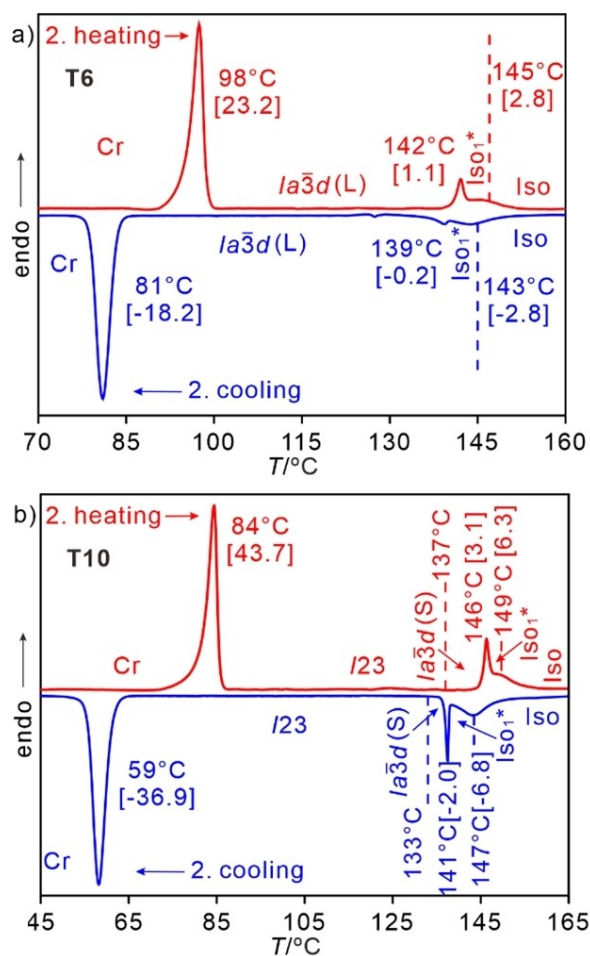 a)
2. heating
T6
98°C
[23.2]
145°C
[2.8]
142°C
[1.1]
Iso₁*
Cr
Ia3̅d (L)
Iso
endo
Cr
Ia3̅d (L)
Iso
81°C
[-18.2]
139°C
[-0.2]
Iso₁*
143°C
[-2.8]
2. cooling
70 85 100 115 130 145 160
T/°C
b)
2. heating
T10
84°C
[43.7]
137°C
Ia3̅d (S)
146°C [3.1]
149°C [6.3]
Iso₁*
Cr
I23
Iso
endo
I23
Iso
59°C
[-36.9]
133°C
Ia3̅d (S)
141°C[-2.0]
147°C[-6.8]
Iso₁*
Cr
2. cooling
45 65 85 105 125 145 165
T/°C